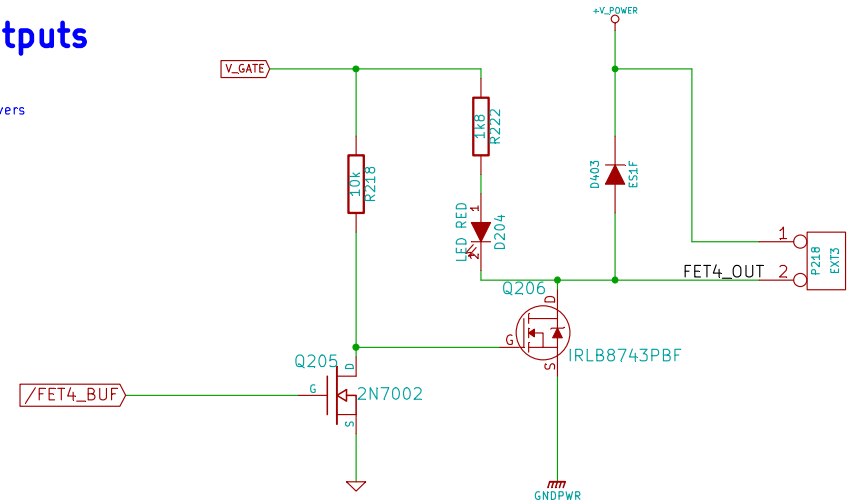 tputs
vers
+V_POWER
V_GATE
1k8
R222
10k
R218
D403
ES1F
LED RED
1
2
D204
1
2
P218
EXT3
FET4_OUT
Q206
D
G
S
IRLB8743PBF
Q205
D
G
S
2N7002
/FET4_BUF
GNDPWR